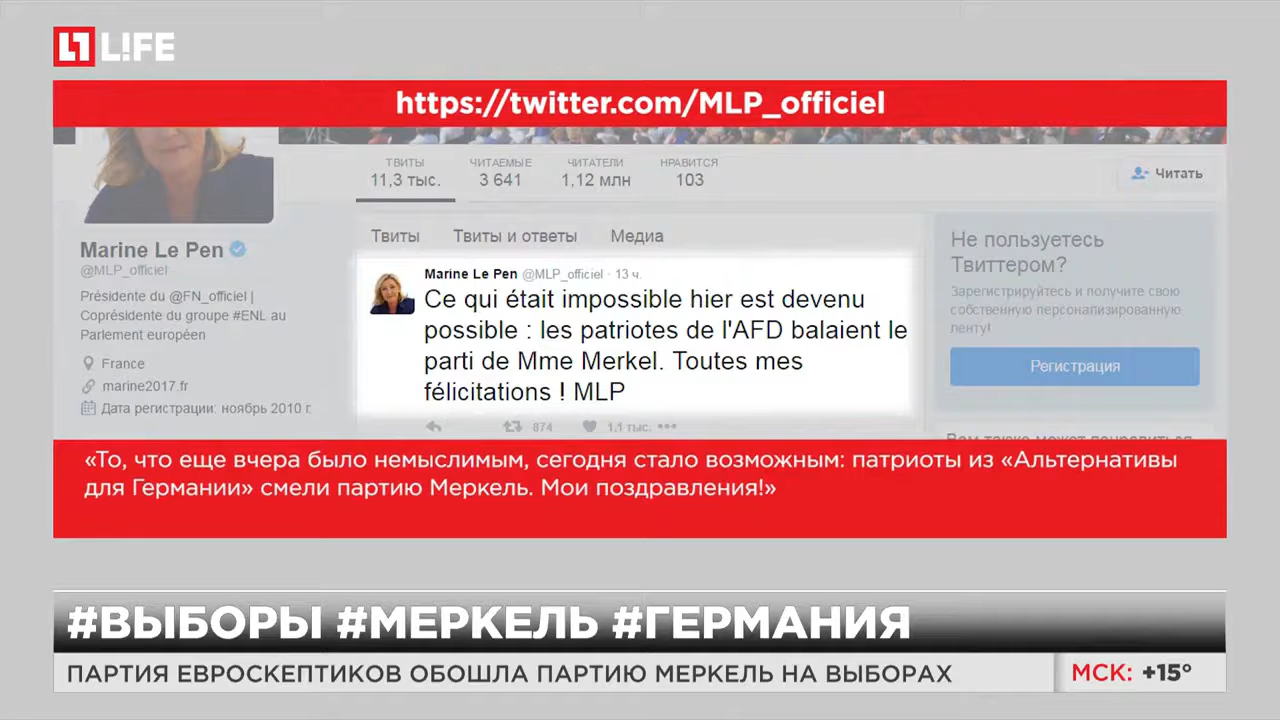 L!FE
https://twitter.com/MLP_officiel
ТВИТЫ ЧИТАЕМЫЕ ЧИТАТЕЛИ НРАВИТСЯ
11,3 тыс. 3 641 1,12 млн 103
Читать
Marine Le Pen
@MLP_officiel
Présidente du @FN_officiel |
Coprésidente du groupe #ENL au
Parlement européen
France
marine2017.fr
Дата регистрации: ноябрь 2010 г.
Твиты Твиты и ответы Медиа
Marine Le Pen @MLP_officiel · 13 ч.
Ce qui était impossible hier est devenu
possible : les patriotes de l'AFD balaient le
parti de Mme Merkel. Toutes mes
félicitations ! MLP
874 1,1 тыс. •••
Не пользуетесь
Твиттером?
Зарегистрируйтесь и получите свою
собственную персонализированную
ленту!
Регистрация
Вам также может понравиться
«То, что еще вчера было немыслимым, сегодня стало возможным: патриоты из «Альтернативы
для Германии» смели партию Меркель. Мои поздравления!»
#ВЫБОРЫ #МЕРКЕЛЬ #ГЕРМАНИЯ
ПАРТИЯ ЕВРОСКЕПТИКОВ ОБОШЛА ПАРТИЮ МЕРКЕЛЬ НА ВЫБОРАХ
МСК: +15°